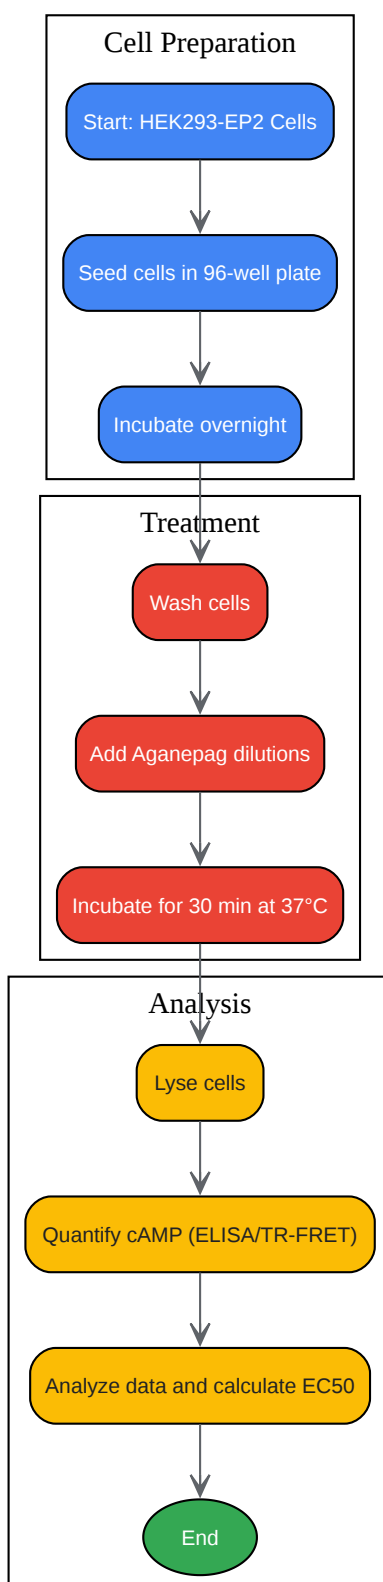 Cell Preparation
Start: HEK293-EP2 Cells
Seed cells in 96-well plate
Incubate overnight
Treatment
Wash cells
Add Aganepag dilutions
Incubate for 30 min at 37°C
Analysis
Lyse cells
Quantify cAMP (ELISA/TR-FRET)
Analyze data and calculate EC50
End